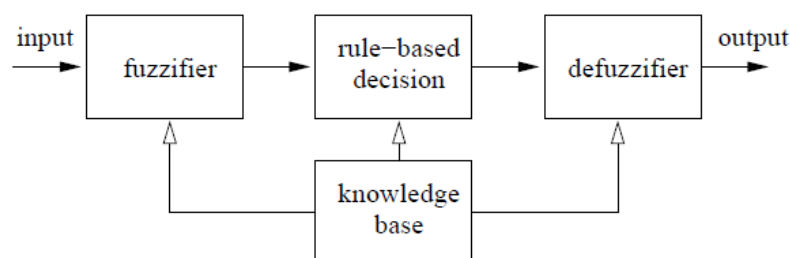 input
fuzzifier
rule−based
decision
defuzzifier
output
knowledge
base